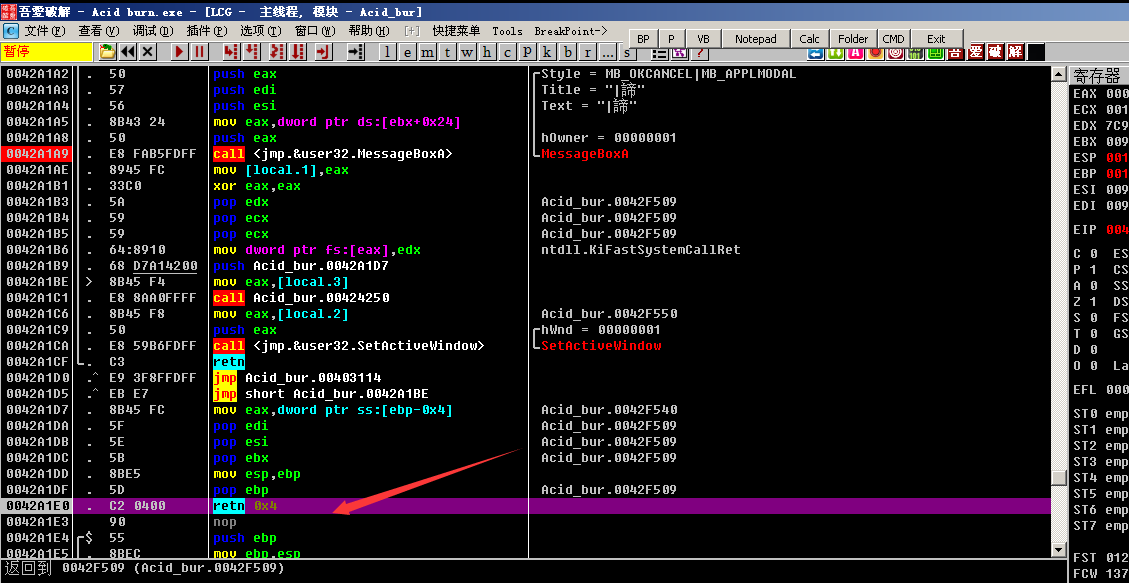 吾爱破解 - Acid burn.exe - [LCG - 主线程, 模块 - Acid_bur]
文件(F) 查看(V) 调试(D) 插件(P) 选项(T) 窗口(W) 帮助(H) [+] 快捷菜单 Tools BreakPoint->
BP P VB Notepad Calc Folder CMD Exit
暂停 l e m t w h c p k b r ... s
吾 爱 破 解
0042A1A2 . 50 push eax Style = MB_OKCANCEL|MB_APPLMODAL
0042A1A3 . 57 push edi Title = "|諦"
0042A1A4 . 56 push esi Text = "|諦"
0042A1A5 . 8B43 24 mov eax,dword ptr ds:[ebx+0x24]
0042A1A8 . 50 push eax hOwner = 00000001
0042A1A9 . E8 FAB5FDFF call <jmp.&user32.MessageBoxA> MessageBoxA
0042A1AE . 8945 FC mov [local.1],eax
0042A1B1 . 33C0 xor eax,eax
0042A1B3 . 5A pop edx Acid_bur.0042F509
0042A1B4 . 59 pop ecx Acid_bur.0042F509
0042A1B5 . 59 pop ecx Acid_bur.0042F509
0042A1B6 . 64:8910 mov dword ptr fs:[eax],edx ntdll.KiFastSystemCallRet
0042A1B9 . 68 D7A14200 push Acid_bur.0042A1D7
0042A1BE > 8B45 F4 mov eax,[local.3]
0042A1C1 . E8 8AA0FFFF call Acid_bur.00424250
0042A1C6 . 8B45 F8 mov eax,[local.2] Acid_bur.0042F550
0042A1C9 . 50 push eax hWnd = 00000001
0042A1CA . E8 59B6FDFF call <jmp.&user32.SetActiveWindow> SetActiveWindow
0042A1CF . C3 retn
0042A1D0 .^ E9 3F8FFDFF jmp Acid_bur.00403114
0042A1D5 .^ EB E7 jmp short Acid_bur.0042A1BE
0042A1D7 . 8B45 FC mov eax,dword ptr ss:[ebp-0x4] Acid_bur.0042F540
0042A1DA . 5F pop edi Acid_bur.0042F509
0042A1DB . 5E pop esi Acid_bur.0042F509
0042A1DC . 5B pop ebx Acid_bur.0042F509
0042A1DD . 8BE5 mov esp,ebp
0042A1DF . 5D pop ebp Acid_bur.0042F509
0042A1E0 . C2 0400 retn 0x4
0042A1E3 90 nop
0042A1E4 $ 55 push ebp
0042A1E5 . 8BEC mov ebp,esp
返回到 0042F509 (Acid_bur.0042F509)
寄存器
EAX 000
ECX 001
EDX 7C9
EBX 009
ESP 001
EBP 001
ESI 009
EDI 009
EIP 004
C 0 ES
P 1 CS
A 0 SS
Z 1 DS
S 0 FS
T 0 GS
D 0
O 0 La
EFL 000
ST0 emp
ST1 emp
ST2 emp
ST3 emp
ST4 emp
ST5 emp
ST6 emp
ST7 emp
FST 012
FCW 137